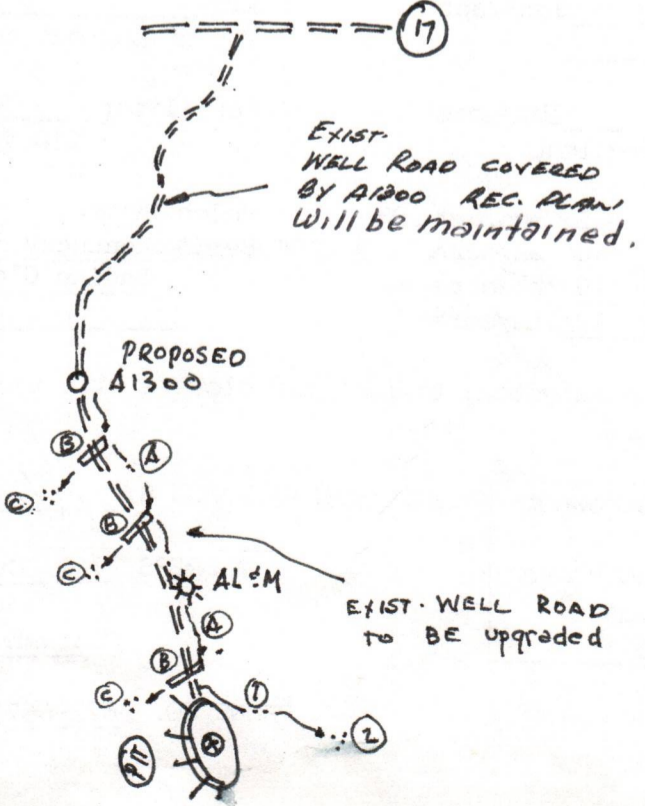 17
EXIST.
WELL ROAD COVERED
BY A1300 REC. PLAN
Will be maintained.
PROPOSED
A1300
B
A
C
B
C
AL&M
EXIST. WELL ROAD
TO BE upgraded
A
B
C
1
2
PIT